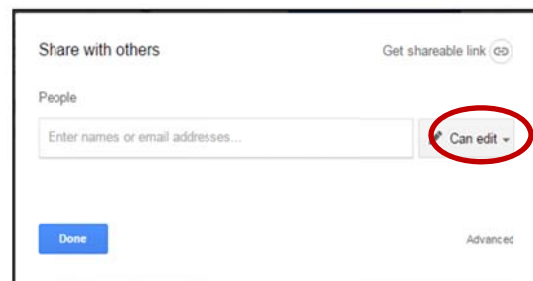 Share with others
Get shareable link
People
Enter names or email addresses...
Can edit
Done
Advanced